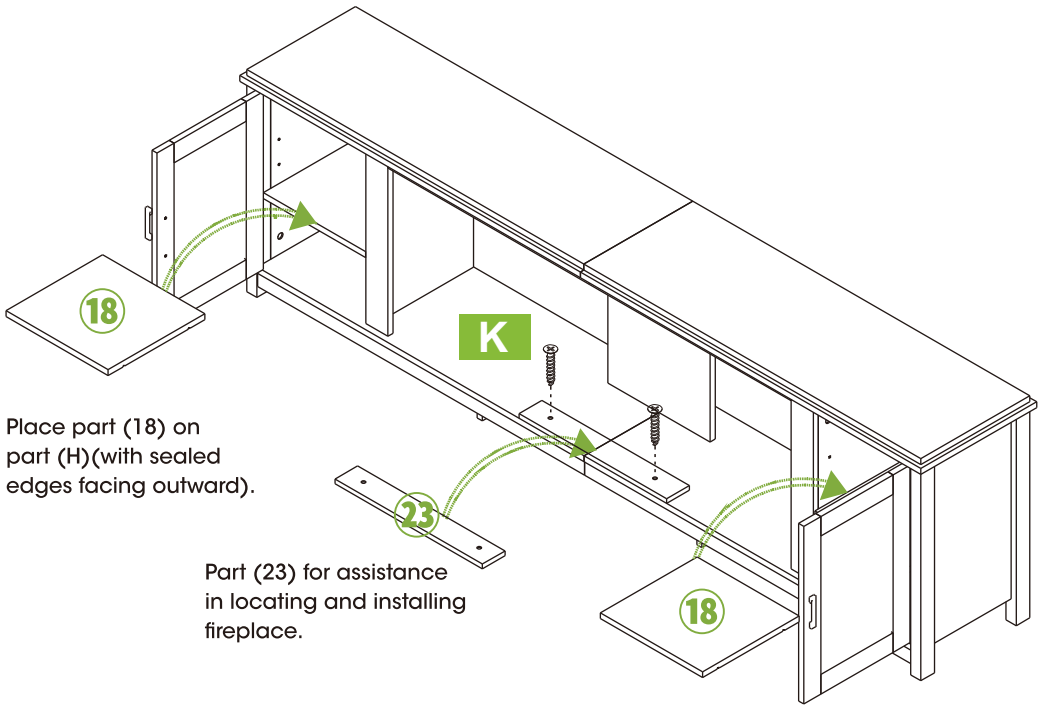 18
K
Place part (18) on
part (H)(with sealed
edges facing outward).
23
Part (23) for assistance
in locating and installing
fireplace.
18